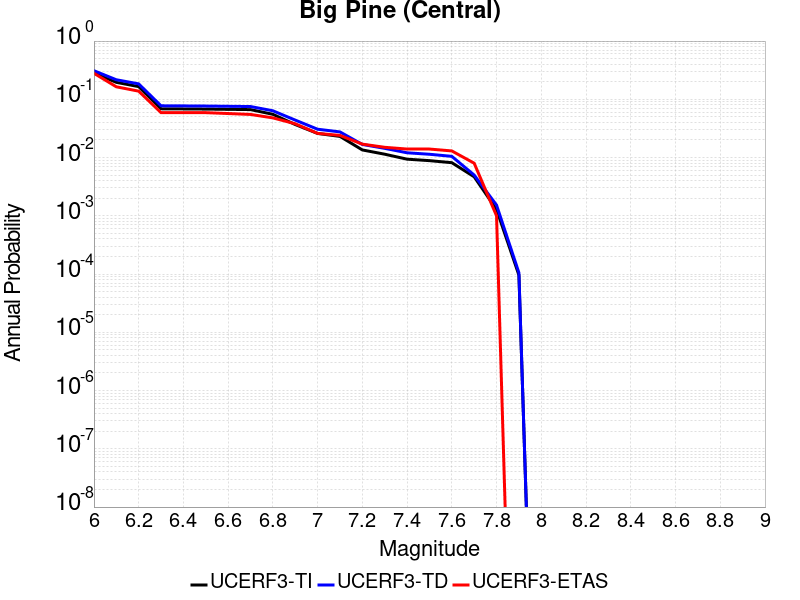 Big Pine (Central)
10^0
10^-1
10^-2
10^-3
10^-4
10^-5
10^-6
10^-7
10^-8
Annual Probability
6 6.2 6.4 6.6 6.8 7 7.2 7.4 7.6 7.8 8 8.2 8.4 8.6 8.8 9
Magnitude
UCERF3-TI UCERF3-TD UCERF3-ETAS